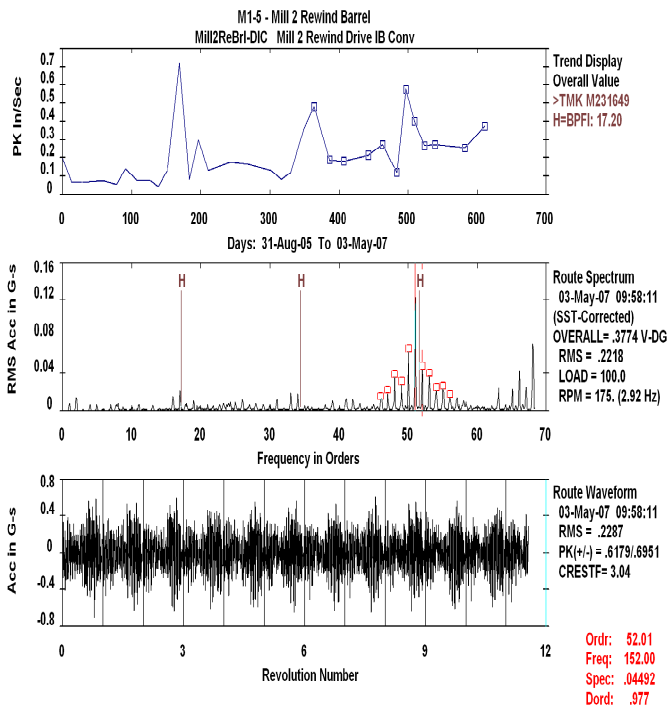 M1-5 - Mill 2 Rewind Barrel
Mill2ReBrl-DIC Mill 2 Rewind Drive IB Conv
PK In/Sec
0.7
0.6
0.5
0.4
0.3
0.2
0.1
0
0 100 200 300 400 500 600 700
Days: 31-Aug-05 To 03-May-07
Trend Display
Overall Value
>TMK M231649
H=BPFI: 17.20
RMS Acc in G-s
0.16
0.12
0.08
0.04
0
H H H
0 10 20 30 40 50 60 70
Frequency in Orders
Route Spectrum
03-May-07 09:58:11
(SST-Corrected)
OVERALL= .3774 V-DG
RMS = .2218
LOAD = 100.0
RPM = 175. (2.92 Hz)
Acc in G-s
0.8
0.4
0
-0.4
-0.8
0 3 6 9 12
Revolution Number
Route Waveform
03-May-07 09:58:11
RMS = .2287
PK(+/-) = .6179/.6951
CRESTF= 3.04
Ordr: 52.01
Freq: 152.00
Spec: .04492
Dord: .977